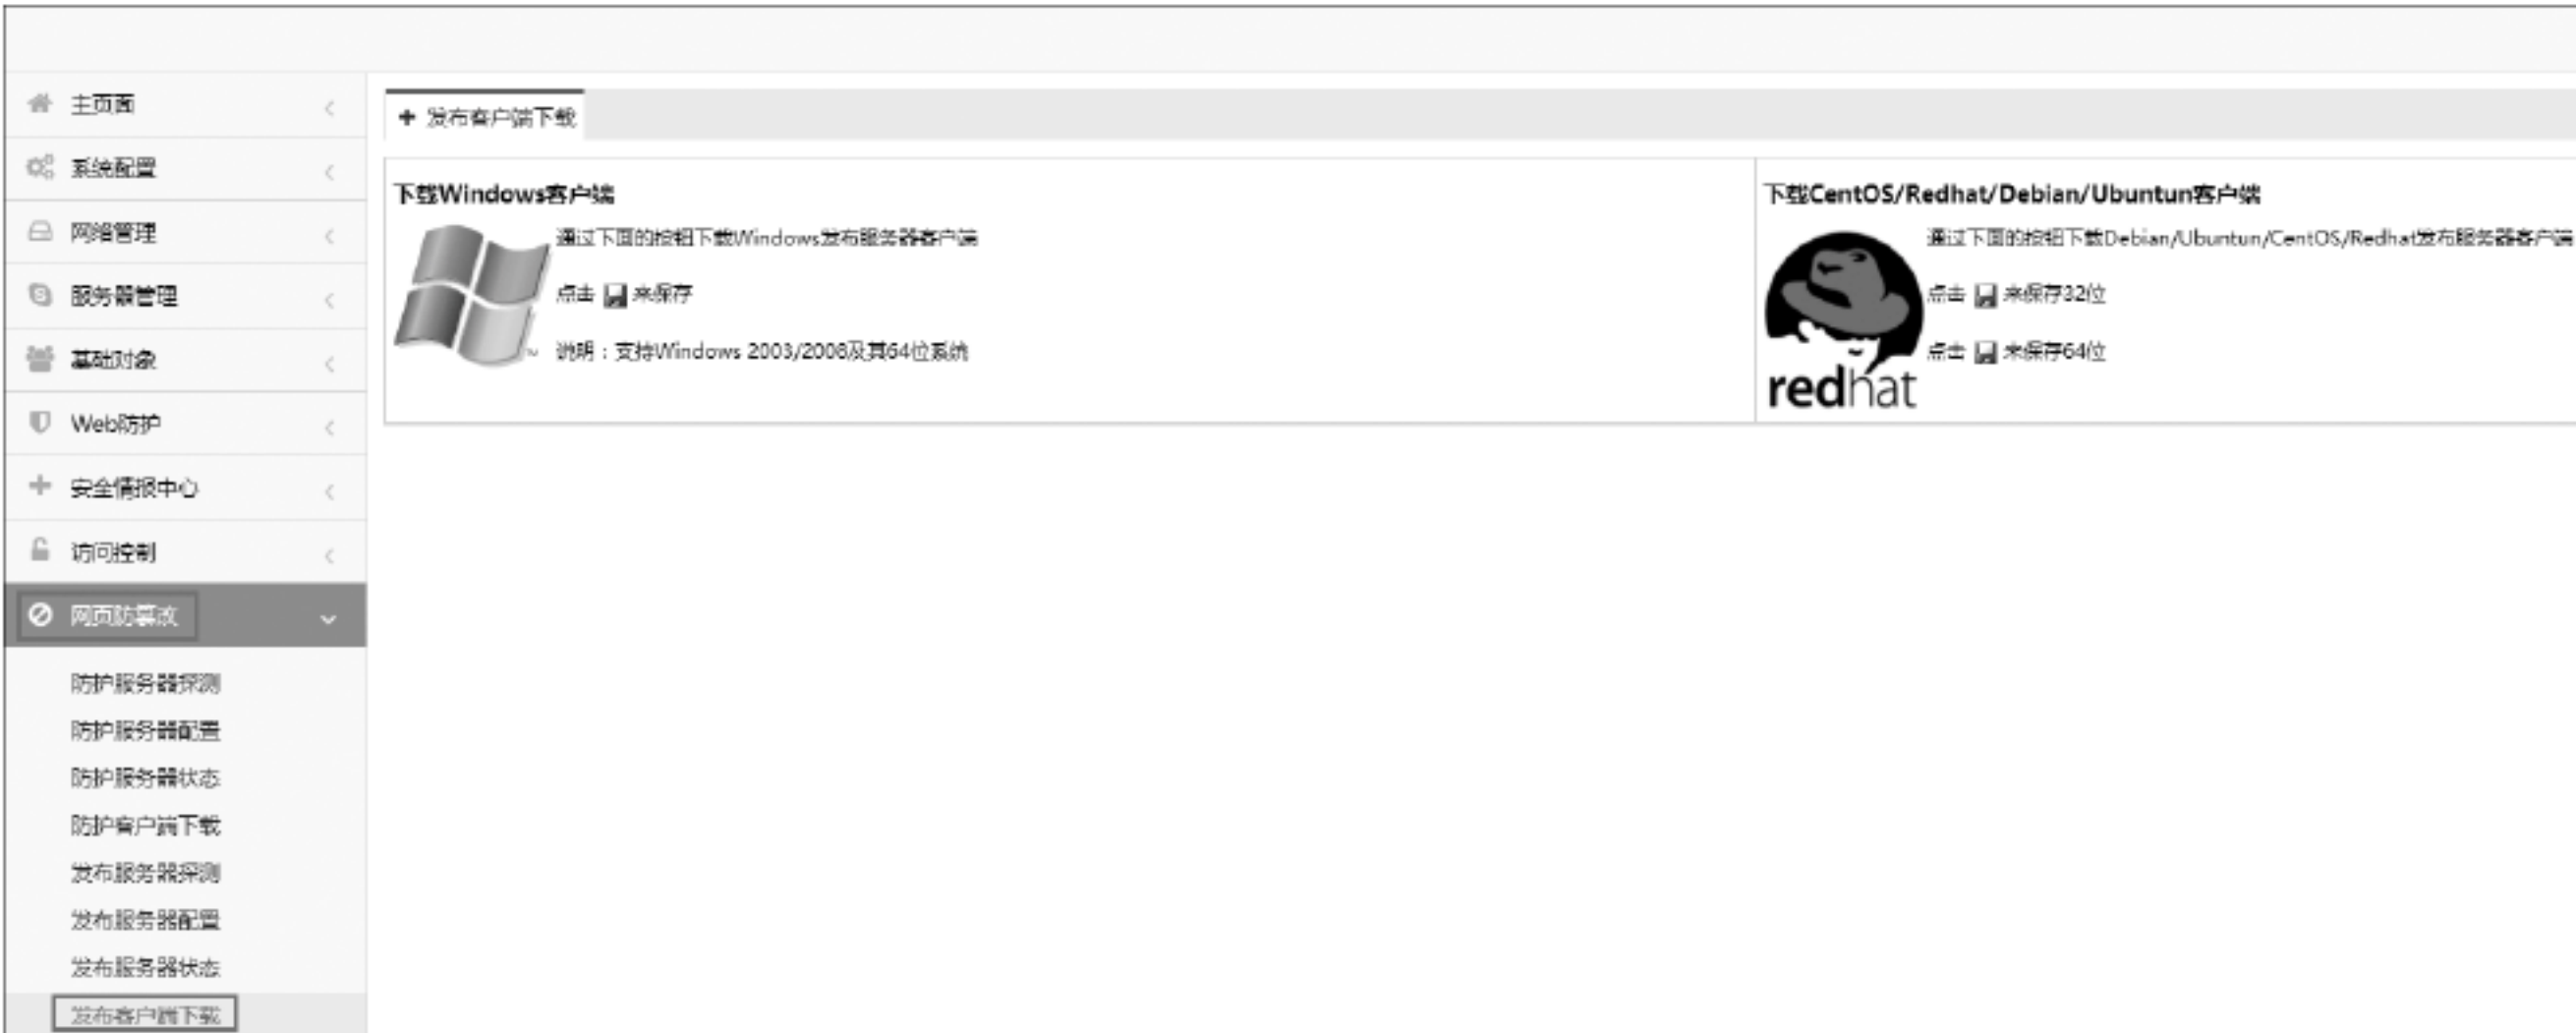 主页面
系统配置
网络管理
服务器管理
基础对象
Web防护
安全情报中心
访问控制
网页防篡改
防护服务器探测
防护服务器配置
防护服务器状态
防护客户端下载
发布服务器探测
发布服务器配置
发布服务器状态
发布客户端下载
发布客户端下载
下载Windows客户端
通过下面的按钮下载Windows发布服务器客户端
点击 来保存
说明：支持Windows 2003/2008及其64位系统
下载CentOS/Redhat/Debian/Ubuntun客户端
通过下面的按钮下载Debian/Ubuntun/CentOS/Redhat发布服务器客户端
点击 来保存32位
点击 来保存64位
redhat